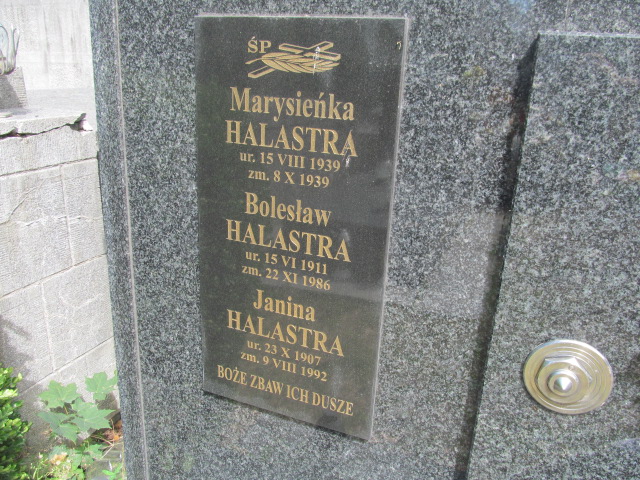 ŚP
Marysieńka
HALASTRA
ur. 15 VIII 1939
zm. 8 X 1939
Bolesław
HALASTRA
ur. 15 VI 1911
zm. 22 XI 1986
Janina
HALASTRA
ur. 23 X 1907
zm. 9 VIII 1992
BOŻE ZBAW ICH DUSZE